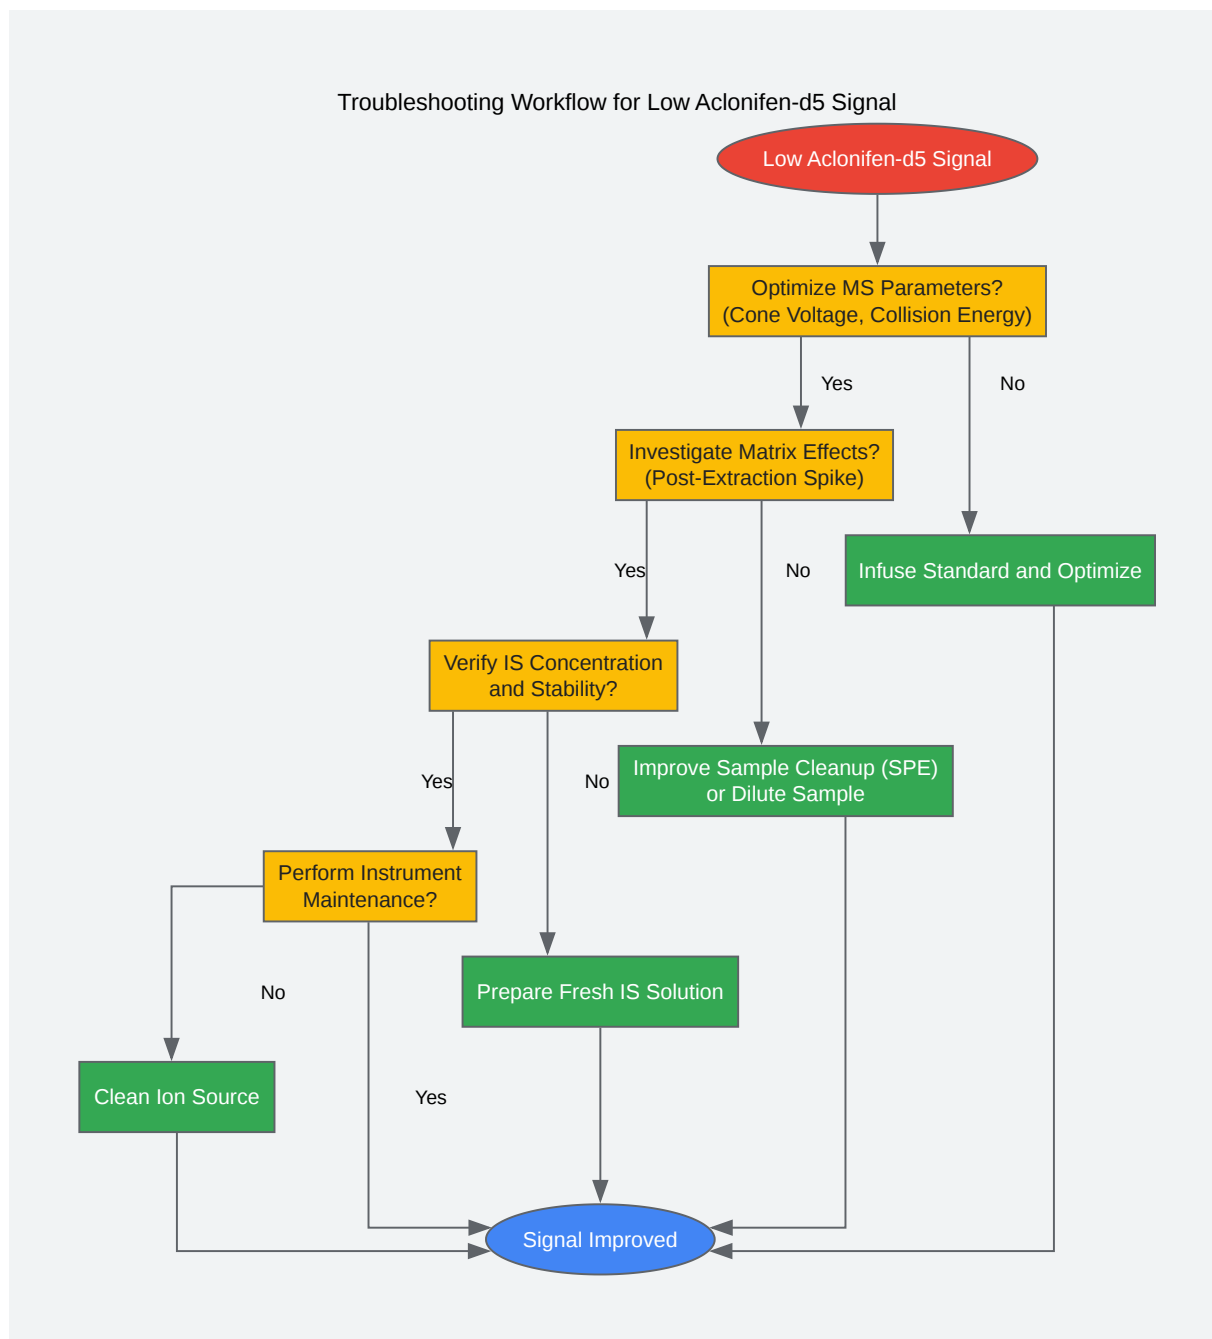 Troubleshooting Workflow for Low Aclonifen-d5 Signal
Low Aclonifen-d5 Signal
Optimize MS Parameters?
(Cone Voltage, Collision Energy)
Yes
No
Investigate Matrix Effects?
(Post-Extraction Spike)
Yes
No
Infuse Standard and Optimize
Verify IS Concentration
and Stability?
Yes
No
Improve Sample Cleanup (SPE)
or Dilute Sample
Perform Instrument
Maintenance?
No
Prepare Fresh IS Solution
Clean Ion Source
Yes
Signal Improved